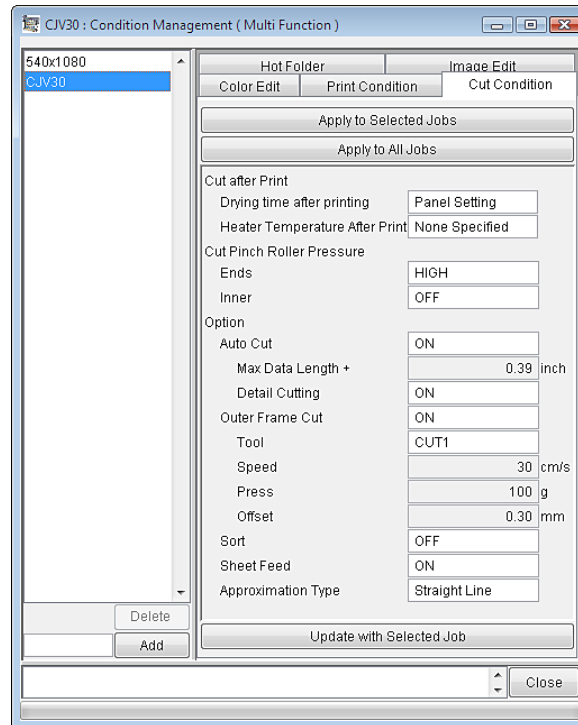 CJV30 : Condition Management ( Multi Function )
540x1080
CJV30
Hot Folder Image Edit
Color Edit Print Condition Cut Condition
Apply to Selected Jobs
Apply to All Jobs
Cut after Print
Drying time after printing Panel Setting
Heater Temperature After Print None Specified
Cut Pinch Roller Pressure
Ends HIGH
Inner OFF
Option
Auto Cut ON
Max Data Length + 0.39 inch
Detail Cutting ON
Outer Frame Cut ON
Tool CUT1
Speed 30 cm/s
Press 100 g
Offset 0.30 mm
Sort OFF
Sheet Feed ON
Approximation Type Straight Line
Delete
Add
Update with Selected Job
Close